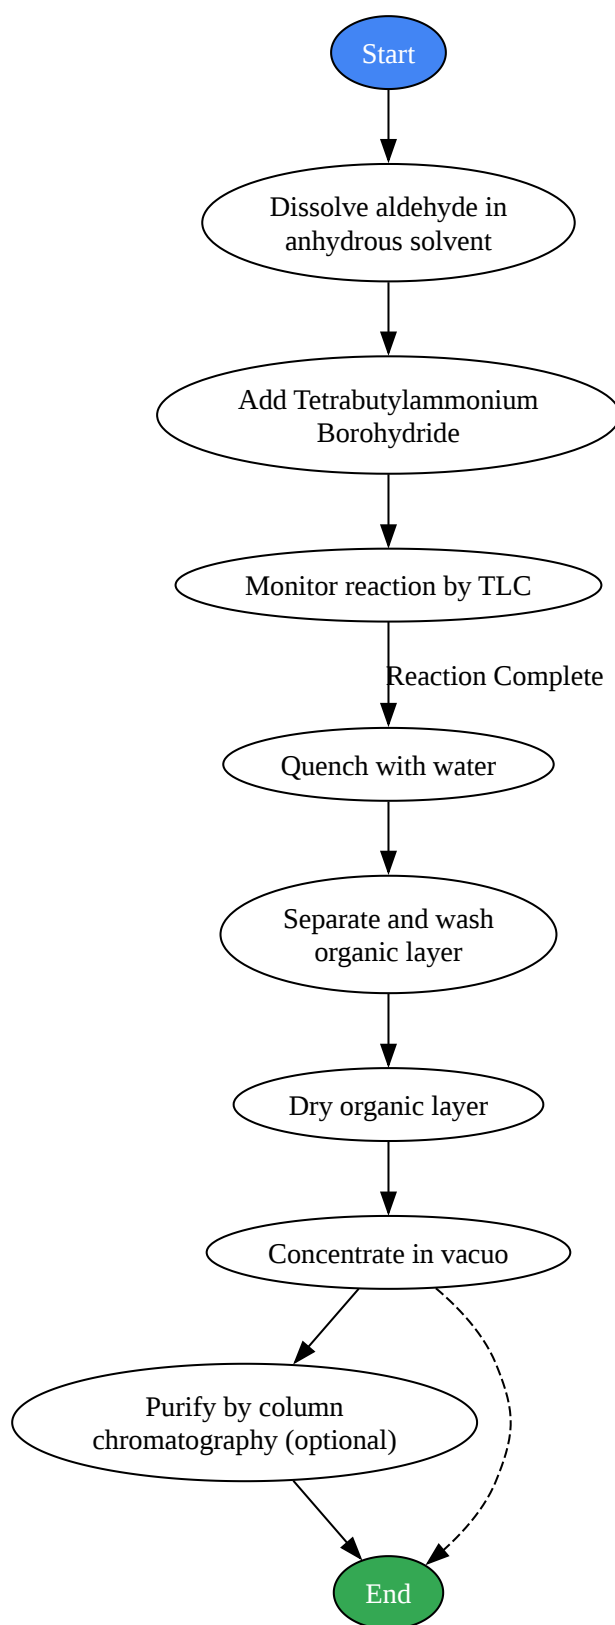 Start
Dissolve aldehyde in
anhydrous solvent
Add Tetrabutylammonium
Borohydride
Monitor reaction by TLC
Reaction Complete
Quench with water
Separate and wash
organic layer
Dry organic layer
Concentrate in vacuo
Purify by column
chromatography (optional)
End